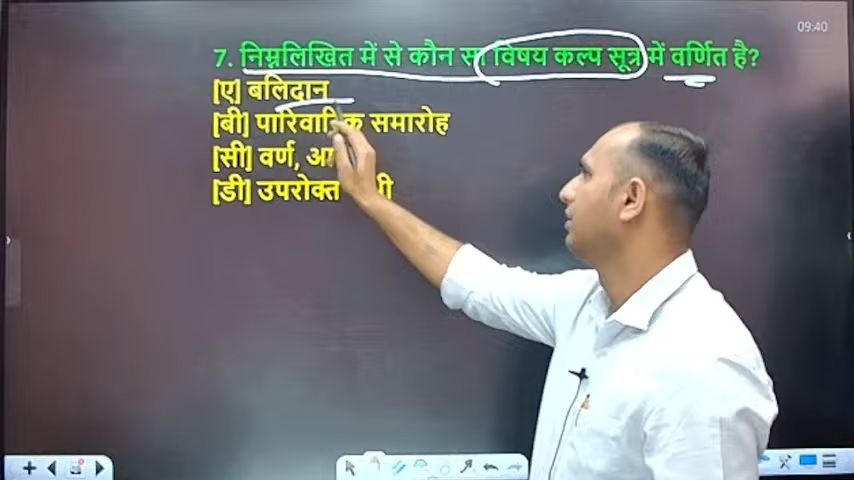 09:40
7. निम्नलिखित में से कौन सा विषय कल्प सूत्र में वर्णित है?
[ए] बलिदान
[बी] पारिवारिक समारोह
[सी] वर्ण,
[डी] उपरोक्त